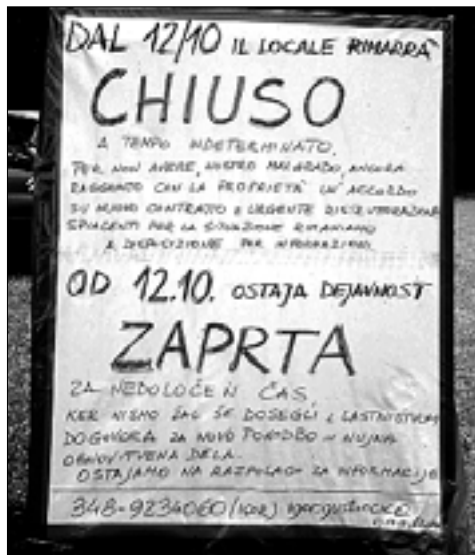 DAL 12/10 IL LOCALE RIMARRÀ
CHIUSO
A TEMPO INDETERMINATO.
PER NON AVERE, NOSTRO MALGRADO, ANCORA
RAGGIUNTO CON LA PROPRIETÀ UN ACCORDO
SU NUOVO CONTRATTO E URGENTE RISTRUTTURAZIONE
SPIACENTI PER LA SITUAZIONE RIMANIAMO
A DISPOSIZIONE PER INFORMAZIONI
OD 12.10. OSTAJA DEJAVNOST
ZAPRTA
ZA NEDOLOČEN ČAS,
KER NISMO ŽAL ŠE DOSEGLI Z LASTNISTVOM
DOGOVORA ZA NOVO POGODBO IN NUJNA
OBNOVITVENA DELA.
OSTAJAMO NA RAZPOLAGO ZA INFORMACIJE
348-9234060 (IGOR)